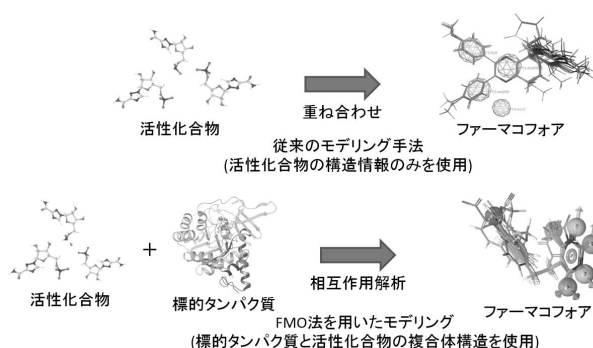 活性化合物
重ね合わせ
ファーマコフォア
従来のモデリング手法
(活性化合物の構造情報のみを使用)
+
活性化合物
標的タンパク質
相互作用解析
ファーマコフォア
FMO法を用いたモデリング
(標的タンパク質と活性化合物の複合体構造を使用)